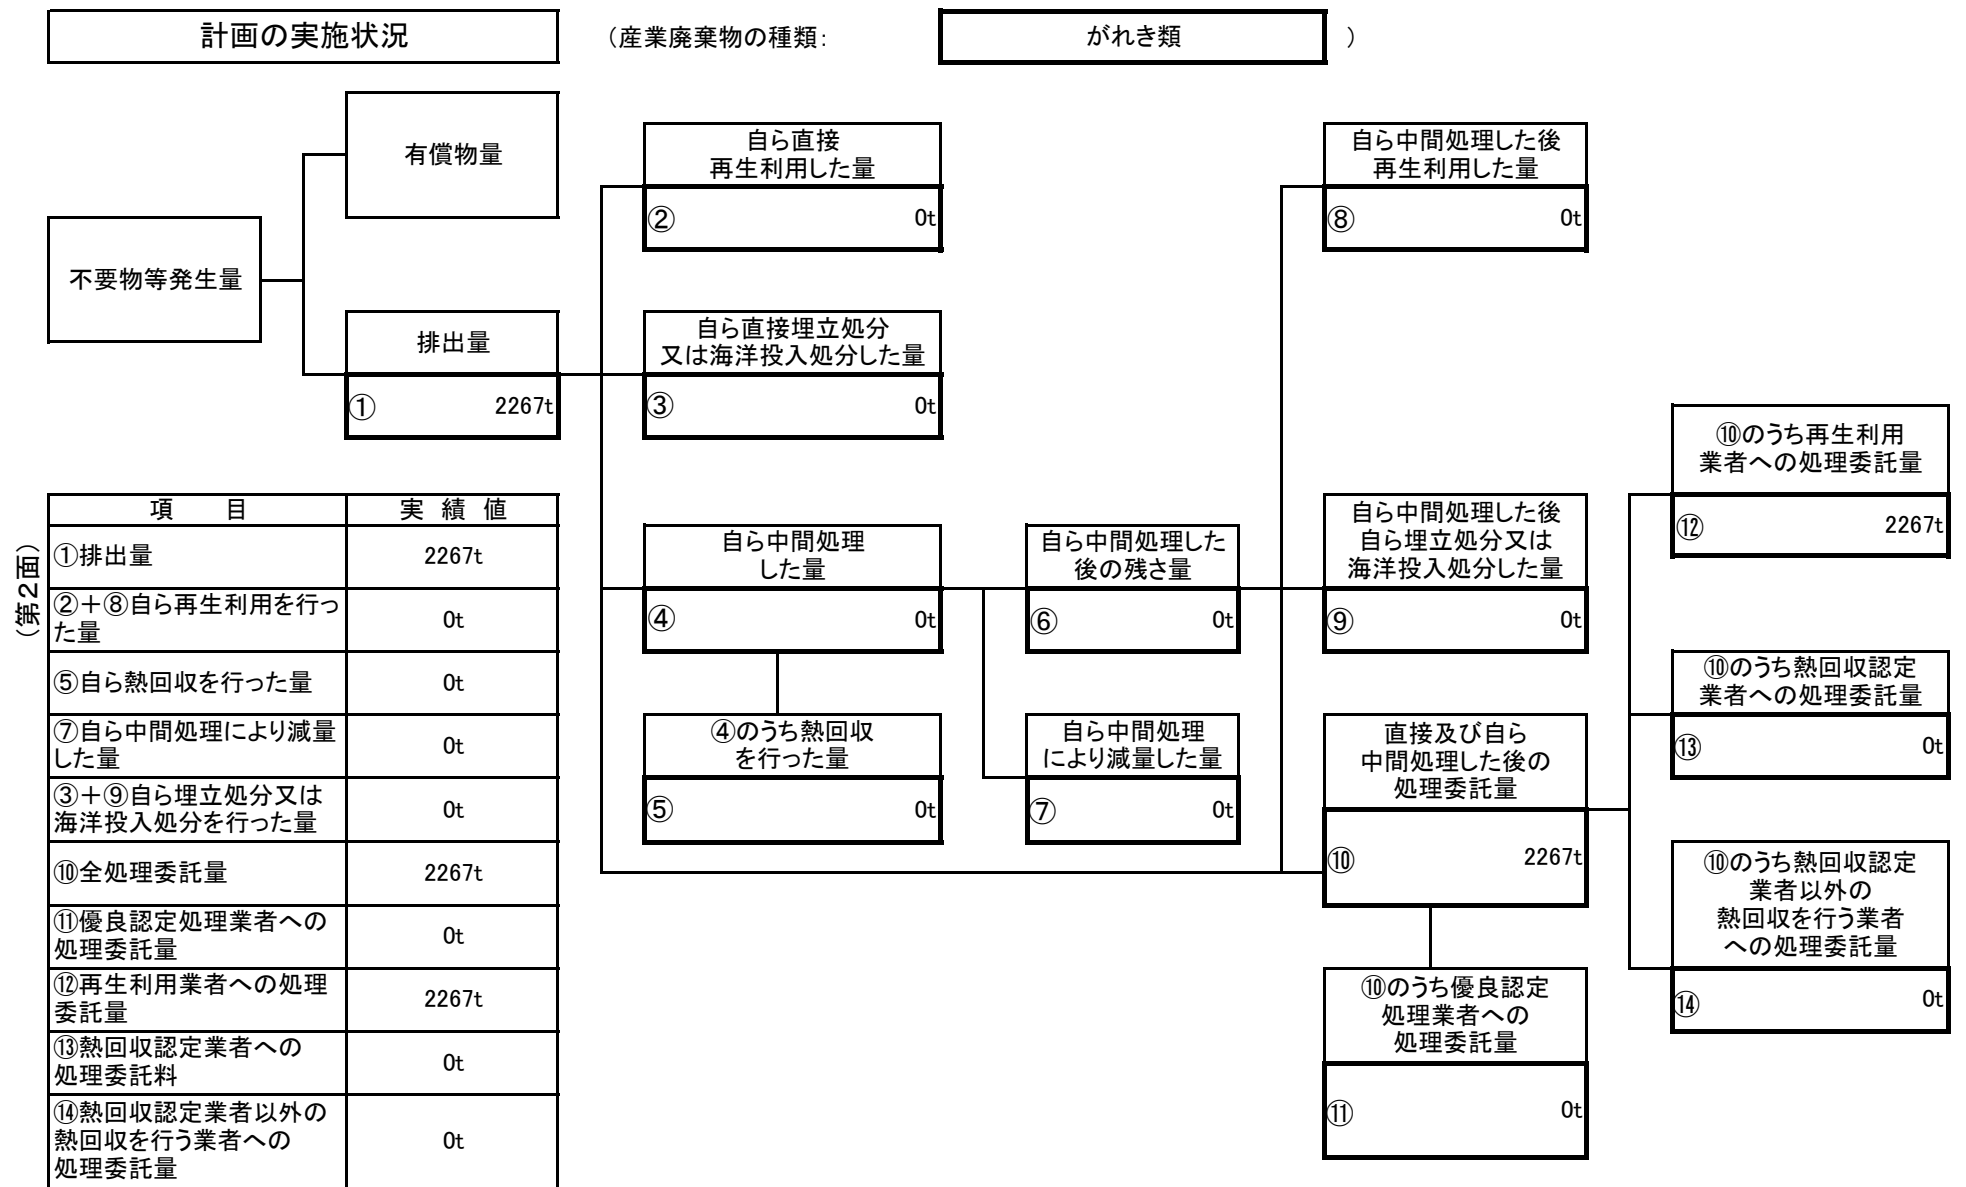 計画の実施状況
（産業廃棄物の種類：
がれき類
）
有償物量
不要物等発生量
排出量
① 2267t
自ら直接
再生利用した量
② 0t
自ら直接埋立処分
又は海洋投入処分した量
③ 0t
自ら中間処理
した量
④ 0t
④のうち熱回収
を行った量
⑤ 0t
自ら中間処理した
後の残さ量
⑥ 0t
自ら中間処理
により減量した量
⑦ 0t
自ら中間処理した後
再生利用した量
⑧ 0t
自ら中間処理した後
自ら埋立処分又は
海洋投入処分した量
⑨ 0t
直接及び自ら
中間処理した後の
処理委託量
⑩ 2267t
⑩のうち優良認定
処理業者への
処理委託量
⑪ 0t
⑩のうち再生利用
業者への処理委託量
⑫ 2267t
⑩のうち熱回収認定
業者への処理委託量
⑬ 0t
⑩のうち熱回収認定
業者以外の
熱回収を行う業者
への処理委託量
⑭ 0t
（第２面）
項 目 実 績 値
①排出量 2267t
②＋⑧自ら再生利用を行っ
た量 0t
⑤自ら熱回収を行った量 0t
⑦自ら中間処理により減量
した量 0t
③＋⑨自ら埋立処分又は
海洋投入処分を行った量 0t
⑩全処理委託量 2267t
⑪優良認定処理業者への
処理委託量 0t
⑫再生利用業者への処理
委託量 2267t
⑬熱回収認定業者への
処理委託料 0t
⑭熱回収認定業者以外の
熱回収を行う業者への
処理委託量 0t